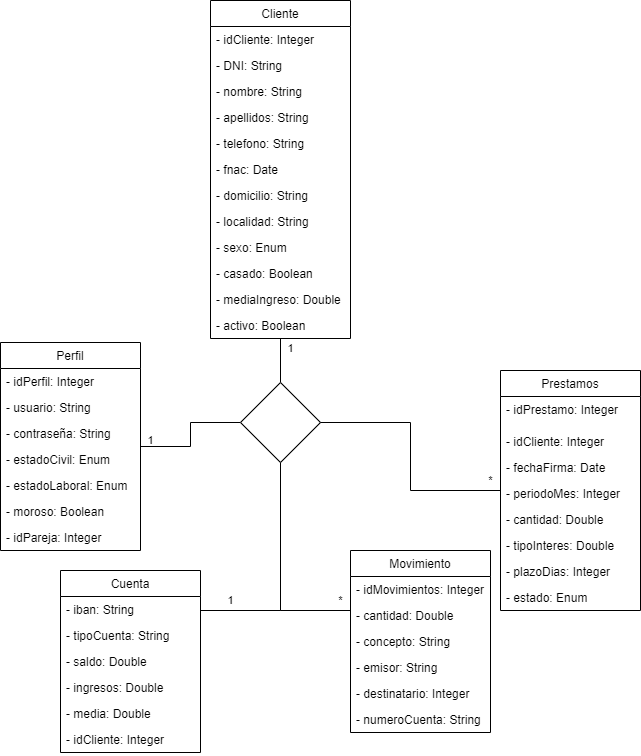 Cliente
- idCliente: Integer
- DNI: String
- nombre: String
- apellidos: String
- telefono: String
- fnac: Date
- domicilio: String
- localidad: String
- sexo: Enum
- casado: Boolean
- mediaIngreso: Double
- activo: Boolean
1
Perfil
- idPerfil: Integer
- usuario: String
- contraseña: String
- estadoCivil: Enum
- estadoLaboral: Enum
- moroso: Boolean
- idPareja: Integer
1
Prestamos
- idPrestamo: Integer
- idCliente: Integer
- fechaFirma: Date
- periodoMes: Integer
- cantidad: Double
- tipoInteres: Double
- plazoDias: Integer
- estado: Enum
*
Cuenta
- iban: String
- tipoCuenta: String
- saldo: Double
- ingresos: Double
- media: Double
- idCliente: Integer
1
Movimiento
- idMovimientos: Integer
- cantidad: Double
- concepto: String
- emisor: String
- destinatario: Integer
- numeroCuenta: String
*